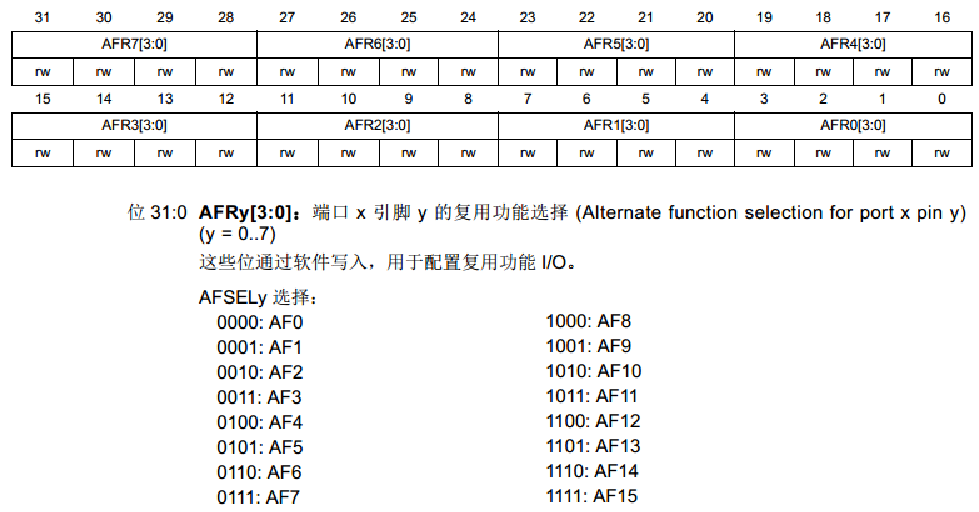 31 30 29 28 27 26 25 24 23 22 21 20 19 18 17 16
AFR7[3:0] AFR6[3:0] AFR5[3:0] AFR4[3:0]
rw rw rw rw rw rw rw rw rw rw rw rw rw rw rw rw
15 14 13 12 11 10 9 8 7 6 5 4 3 2 1 0
AFR3[3:0] AFR2[3:0] AFR1[3:0] AFR0[3:0]
rw rw rw rw rw rw rw rw rw rw rw rw rw rw rw rw
位 31:0 AFRy[3:0]：端口 x 引脚 y 的复用功能选择 (Alternate function selection for port x pin y)
(y = 0..7)
这些位通过软件写入，用于配置复用功能 I/O。
AFSELy 选择：
0000: AF0 1000: AF8
0001: AF1 1001: AF9
0010: AF2 1010: AF10
0011: AF3 1011: AF11
0100: AF4 1100: AF12
0101: AF5 1101: AF13
0110: AF6 1110: AF14
0111: AF7 1111: AF15